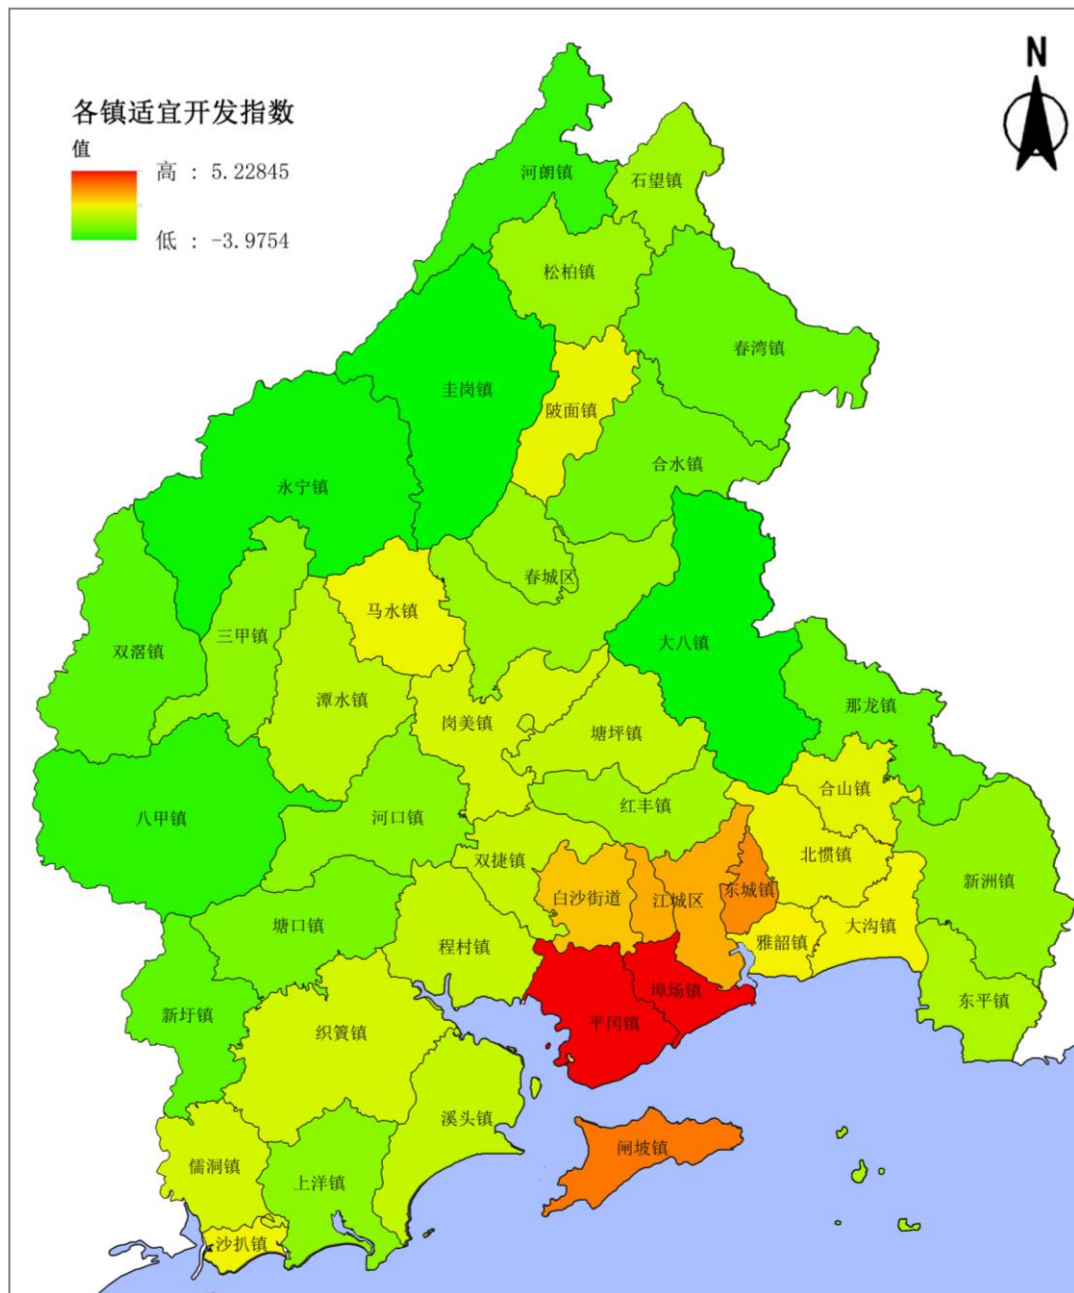 N
各镇适宜开发指数
值
高 : 5.22845
低 : -3.9754
河朗镇
石望镇
松柏镇
春湾镇
圭岗镇
陂面镇
合水镇
永宁镇
春城区
马水镇
三甲镇
大八镇
双滘镇
潭水镇
那龙镇
岗美镇
塘坪镇
合山镇
红丰镇
八甲镇
河口镇
北惯镇
双捷镇
新洲镇
东城镇
白沙街道
江城区
塘口镇
大沟镇
雅韶镇
程村镇
埠场镇
东平镇
新圩镇
平冈镇
织篢镇
溪头镇
闸坡镇
儒洞镇
上洋镇
沙扒镇